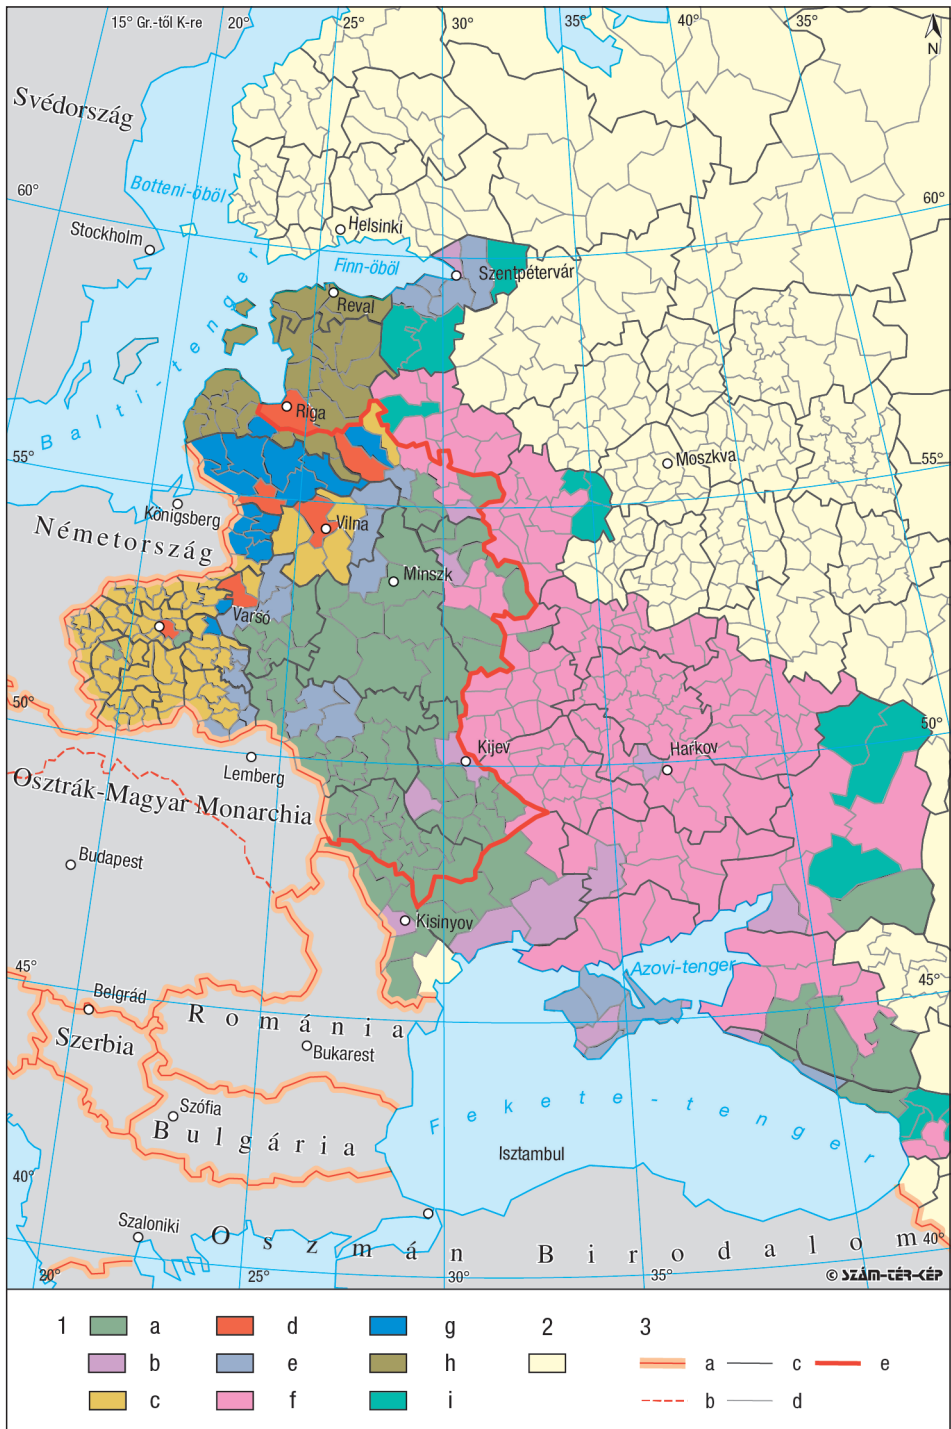 15° Gr.-től K-re
20°
25°
30°
35°
40°
35°
N
Svédország
60°
60°
Botteni-öböl
Helsinki
Stockholm
Finn-öböl
Szentpétervár
Reval
Balti-tenger
Riga
55°
Moszkva
55°
Königsberg
Vilna
Németország
Minszk
Varsó
50°
50°
Kijev
Harkov
Lemberg
Osztrák-Magyar Monarchia
Budapest
Kisinyov
45°
Azovi-tenger
45°
Belgrád
Románia
Szerbia
Bukarest
Szófia
Fekete-tenger
Bulgária
Isztambul
40°
Szaloniki
Oszmán Birodalom
40°
20°
25°
30°
35°
© SZÁM-TÉR-KÉP
1 a d g 2 3
b e h a c e
c f i b d